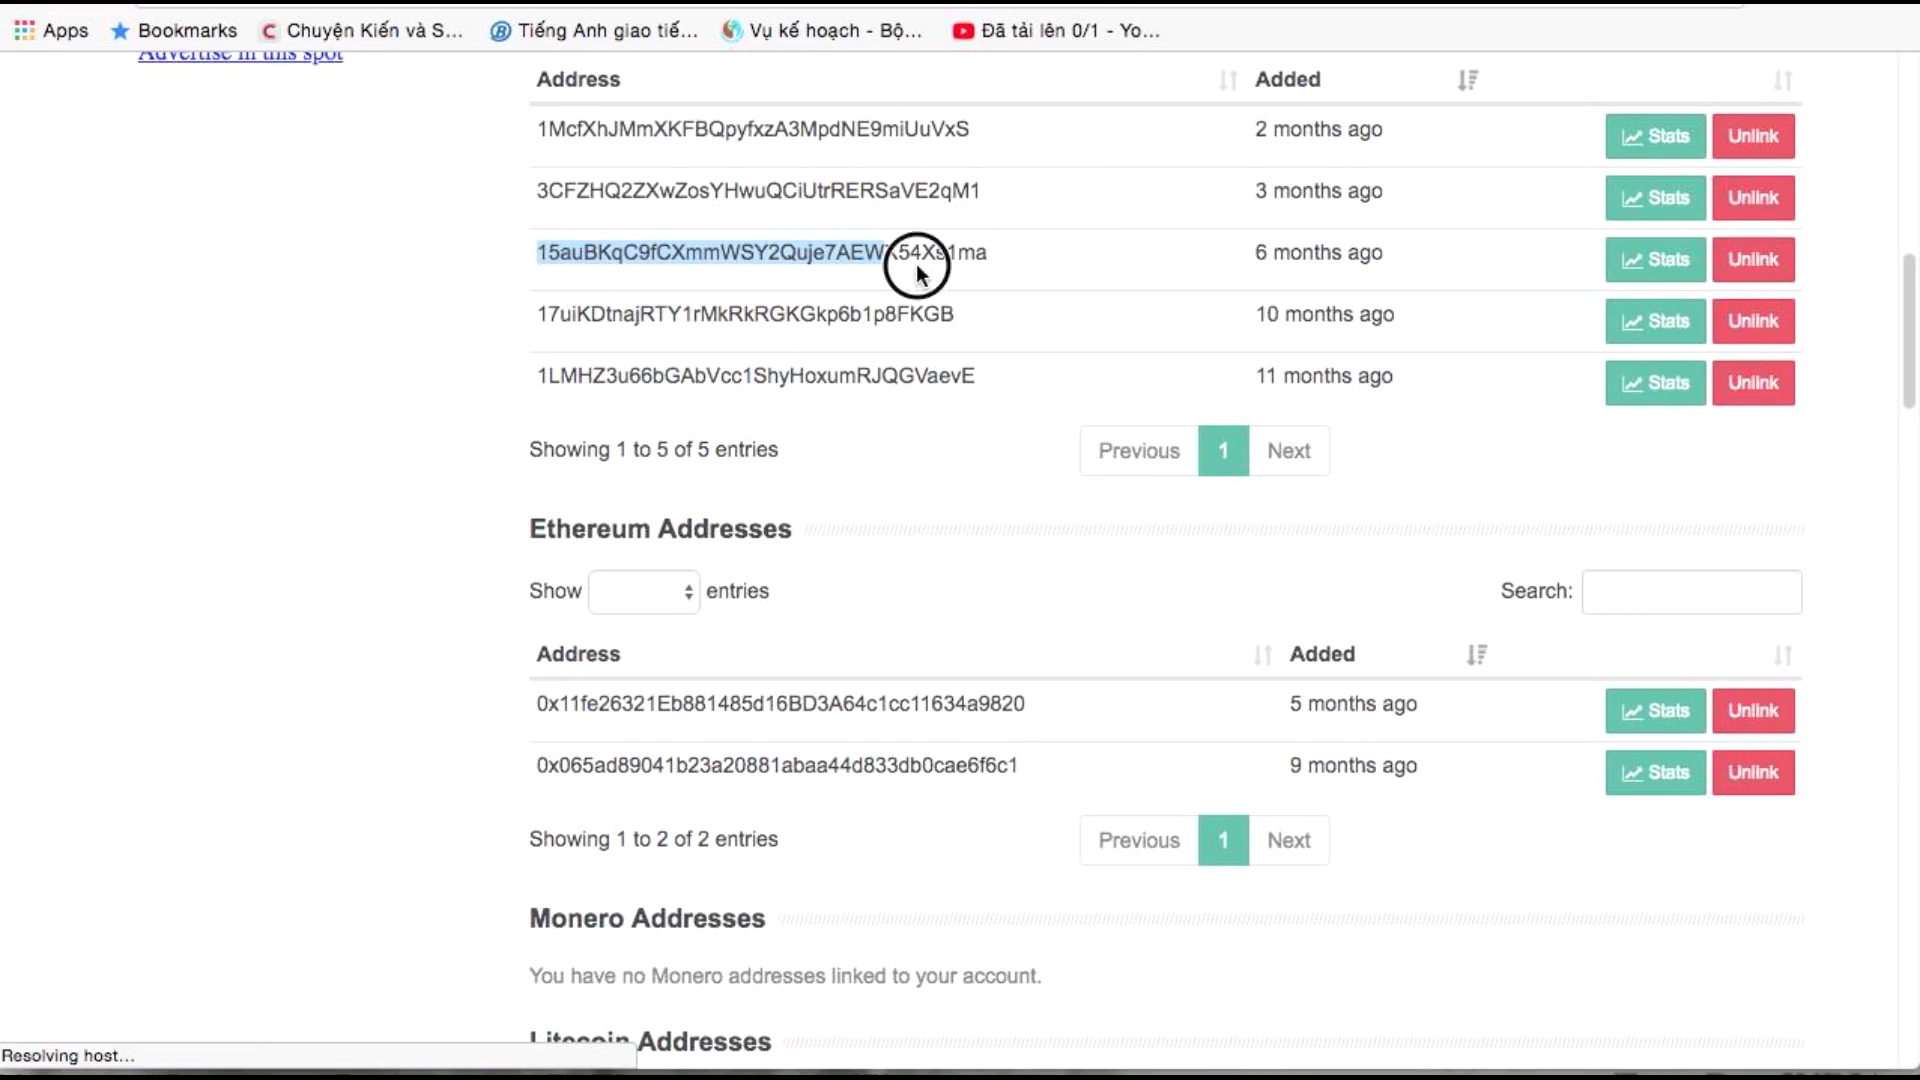 Apps Bookmarks Chuyện Kiến và S... Tiếng Anh giao tiế... Vụ kế hoạch - Bộ... Đã tải lên 0/1 - Yo...
Advertise in this spot
Address Added
1McfXhJMmXKFBQpyfxzA3MpdNE9miUuVxS 2 months ago Stats Unlink
3CFZHQ2ZXwZosYHwuQCiUtrRERSaVE2qM1 3 months ago Stats Unlink
6 months ago Stats Unlink
17uiKDtnajRTY1rMkRkRGKGkp6b1p8FKGB 10 months ago Stats Unlink
1LMHZ3u66bGAbVcc1ShyHoxumRJQGVaevE 11 months ago Stats Unlink
Showing 1 to 5 of 5 entries Previous 1 Next
Ethereum Addresses
Show entries Search:
Address Added
0x11fe26321Eb881485d16BD3A64c1cc11634a9820 5 months ago Stats Unlink
0x065ad89041b23a20881abaa44d833db0cae6f6c1 9 months ago Stats Unlink
Showing 1 to 2 of 2 entries Previous 1 Next
Monero Addresses
You have no Monero addresses linked to your account.
Litecoin Addresses
Resolving host...